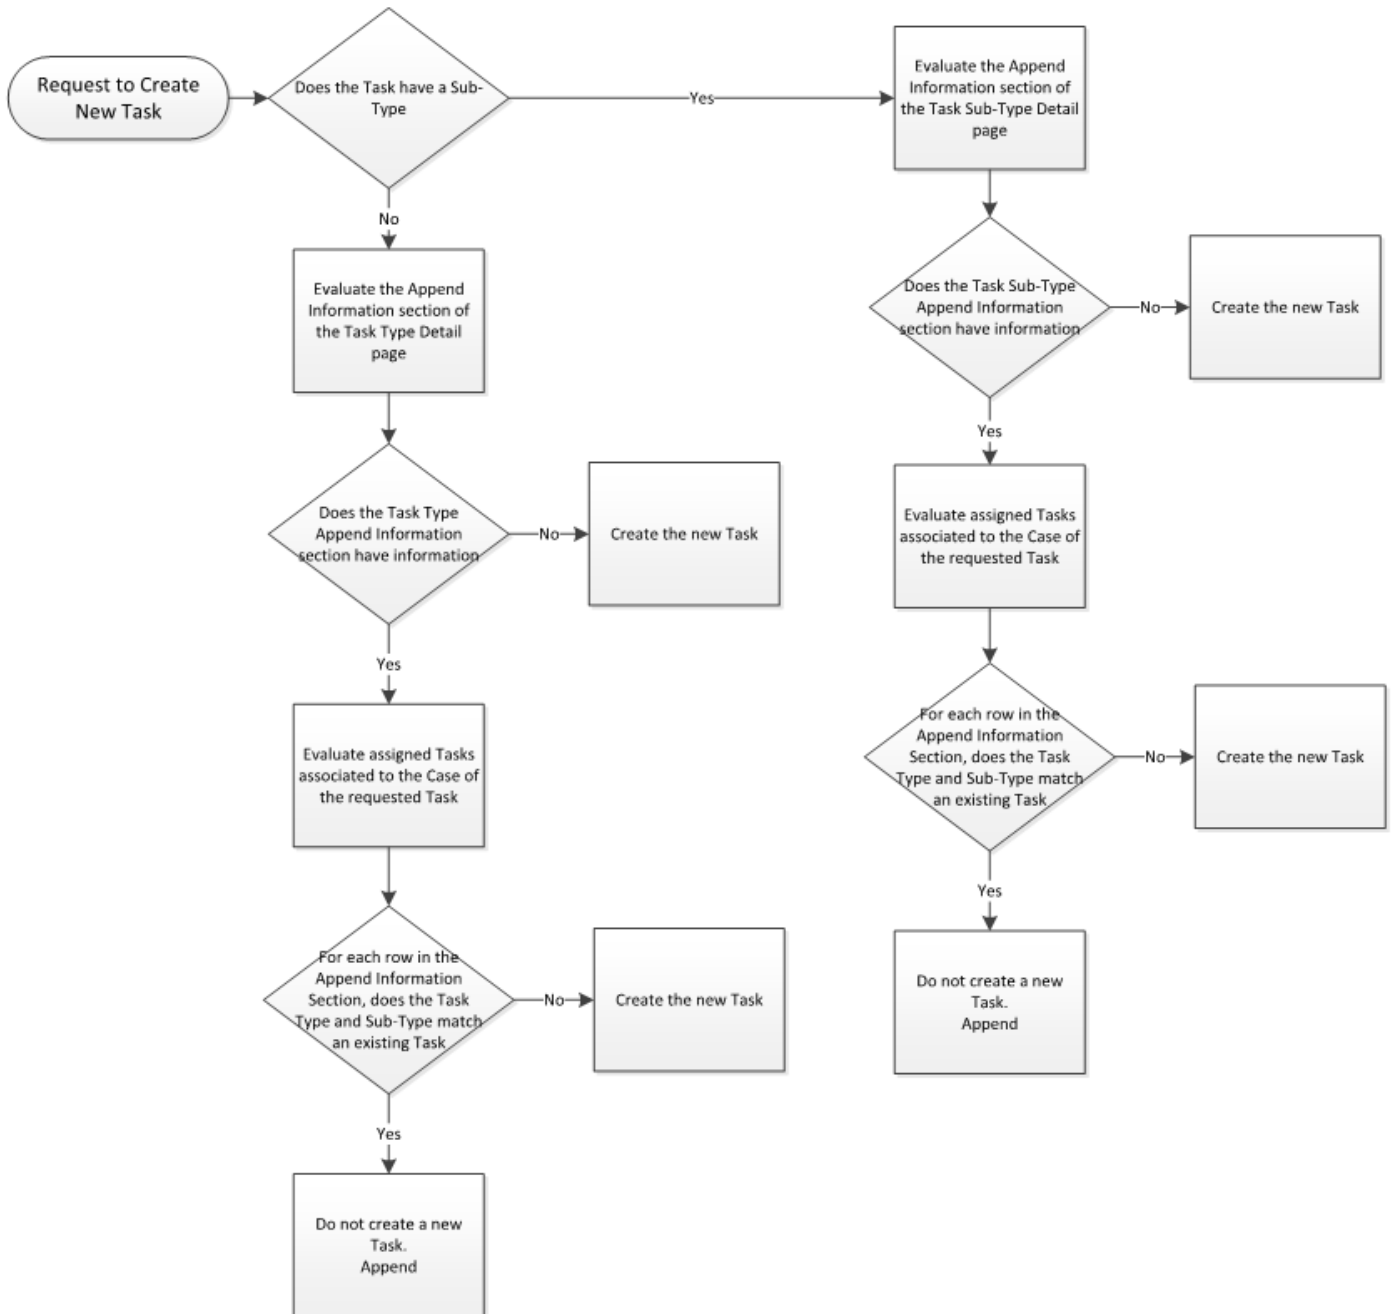 Request to Create
New Task
Does the Task have a Sub-
Type
Yes
Evaluate the Append
Information section of
the Task Sub-Type Detail
page
No
Evaluate the Append
Information section of
the Task Type Detail
page
Does the Task Sub-Type
Append Information
section have information
No
Create the new Task
Yes
Does the Task Type
Append Information
section have information
No
Create the new Task
Evaluate assigned Tasks
associated to the Case of
the requested Task
Yes
Evaluate assigned Tasks
associated to the Case of
the requested Task
For each row in the
Append Information
Section, does the Task
Type and Sub-Type match
an existing Task
No
Create the new Task
Yes
For each row in the
Append Information
Section, does the Task
Type and Sub-Type match
an existing Task
No
Create the new Task
Do not create a new
Task.
Append
Yes
Do not create a new
Task.
Append